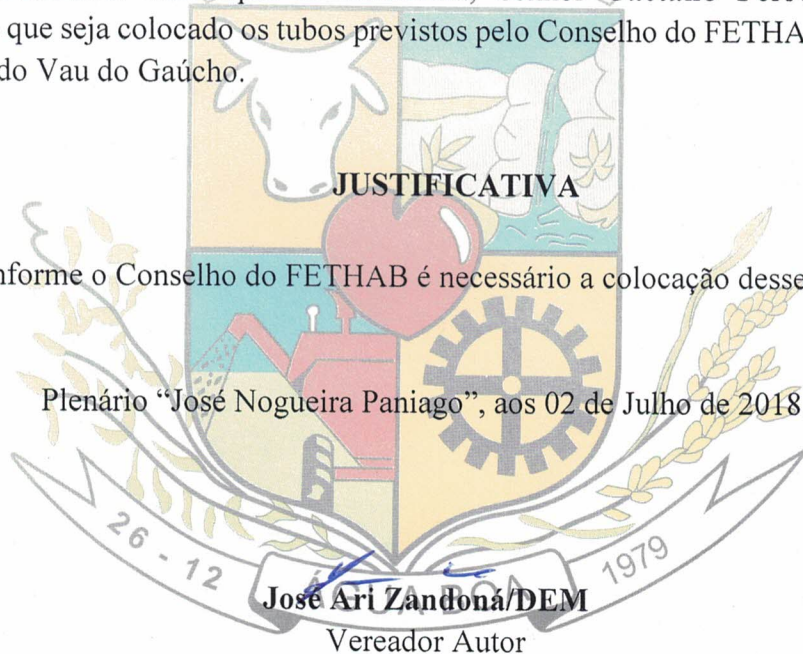 que seja colocado os tubos previstos pelo Conselho do FETHA
do Vau do Gaúcho.
JUSTIFICATIVA
nforme o Conselho do FETHAB é necessário a colocação desse
Plenário “José Nogueira Paniago”, aos 02 de Julho de 2018
26 - 12
ÁGUA BOA
1979
José Ari Zandoná/DEM
Vereador Autor